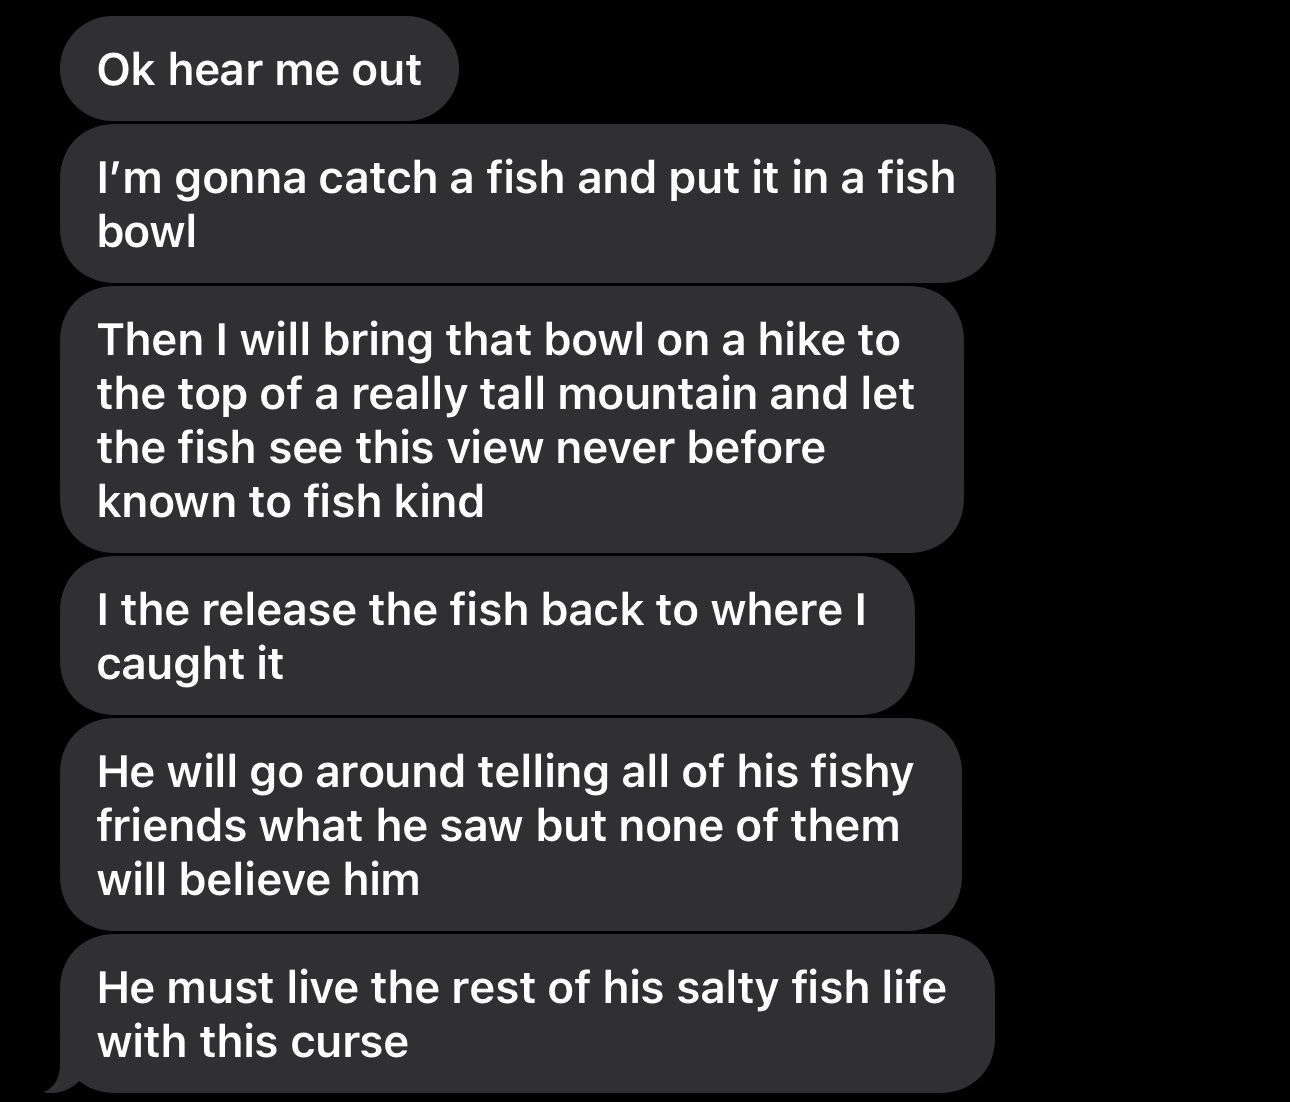 Ok hear me out
I’m gonna catch a fish and put it in a fish
bowl
Then I will bring that bowl on a hike to
the top of a really tall mountain and let
the fish see this view never before
known to fish kind
I the release the fish back to where I
caught it
He will go around telling all of his fishy
friends what he saw but none of them
will believe him
He must live the rest of his salty fish life
with this curse